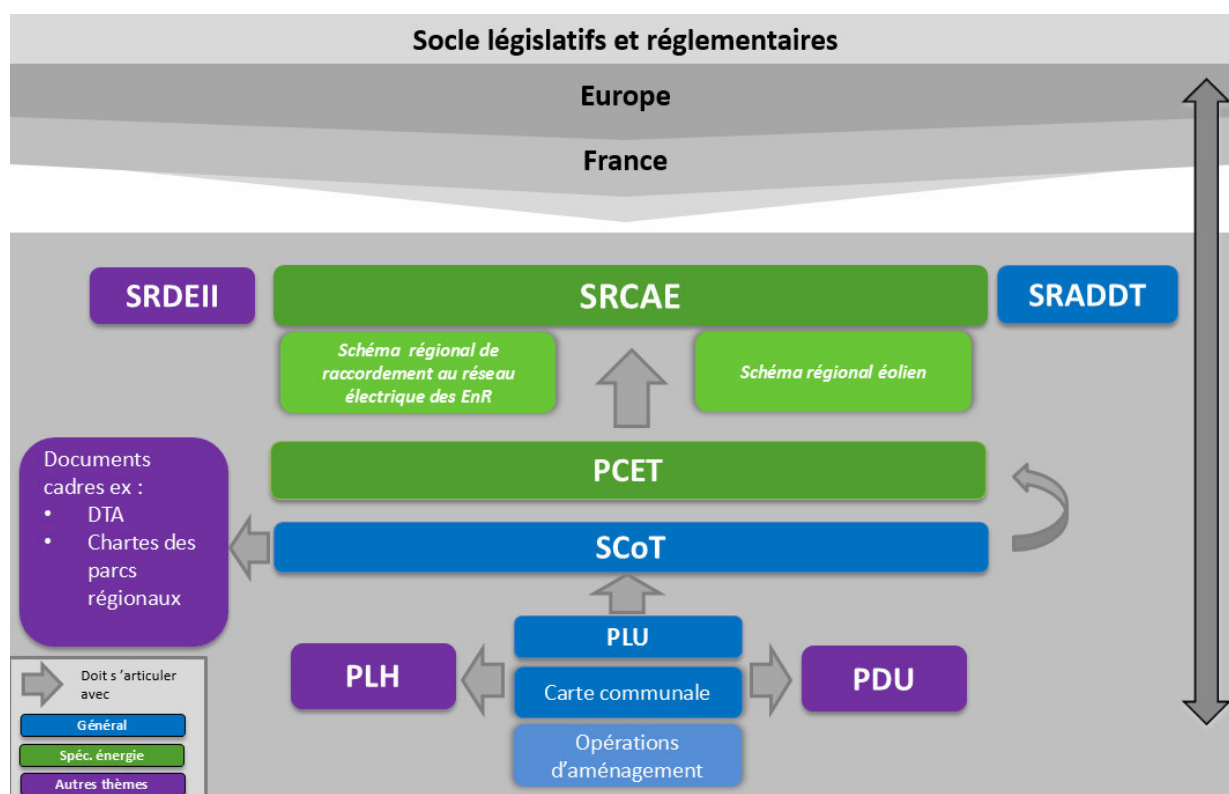 Socle législatifs et réglementaires
Europe
France
SRDEII
SRCAE
SRADDT
Schéma régional de
raccordement au réseau
électrique des EnR
Schéma régional éolien
Documents
cadres ex :
• DTA
• Chartes des
parcs
régionaux
PCET
SCoT
PLU
PLH
Carte communale
PDU
Opérations
d'aménagement
Doit s 'articuler
avec
Général
Spéc. énergie
Autres thèmes